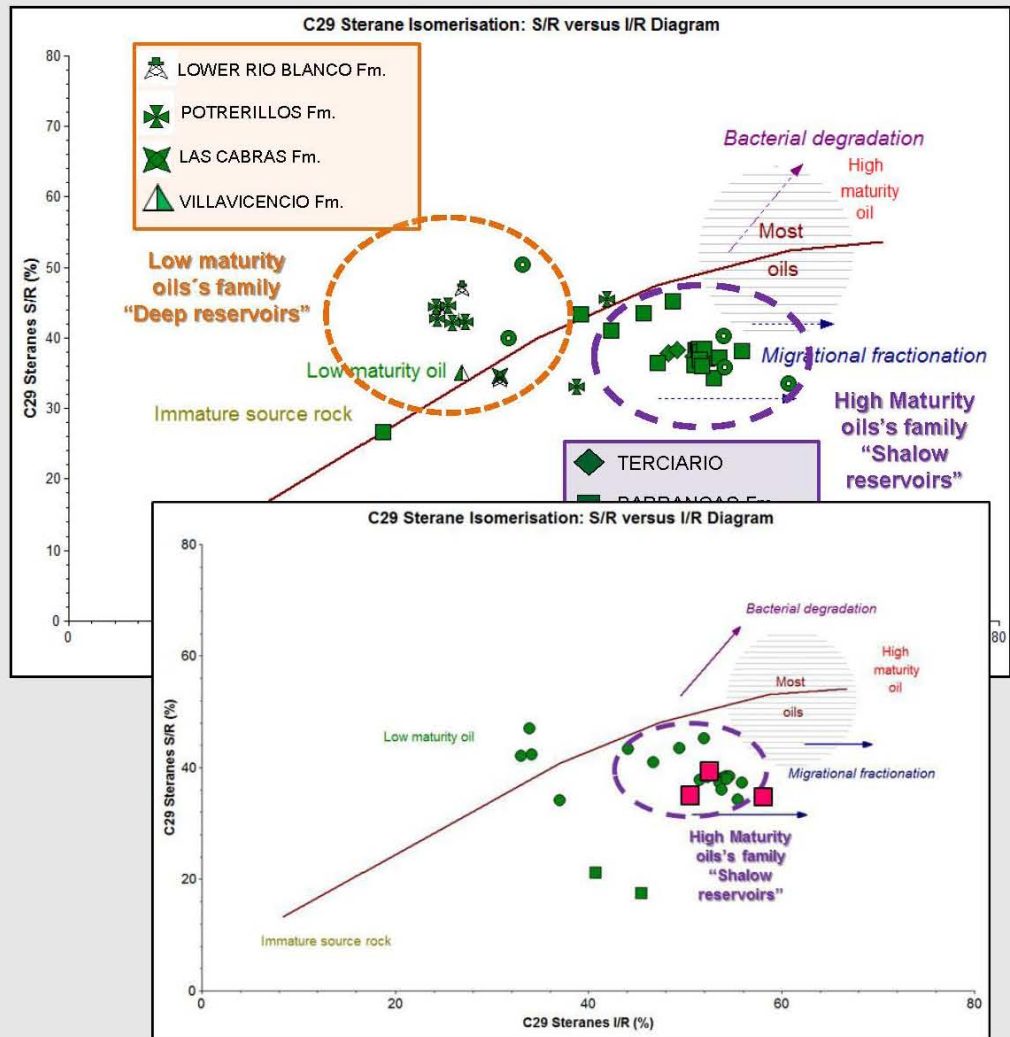 C29 Sterane Isomerisation: S/R versus I/R Diagram
80
70
60
50
40
30
20
10
0
C29 Steranes S/R (%)
LOWER RIO BLANCO Fm.
POTRERILLOS Fm.
LAS CABRAS Fm.
VILLAVICENCIO Fm.
Bacterial degradation
High
maturity
oil
Most
oils
Low maturity
oils´s family
“Deep reservoirs”
Low maturity oil
Immature source rock
Migrational fractionation
High Maturity
oils’s family
“Shalow
reservoirs”
TERCIARIO
BARRANCAS Fm.
0
80
C29 Sterane Isomerisation: S/R versus I/R Diagram
80
60
40
20
0
C29 Steranes S/R (%)
Bacterial degradation
High
maturity
oil
Most
oils
Low maturity oil
Migrational fractionation
High Maturity
oils’s family
“Shalow
reservoirs”
Immature source rock
0
20
40
60
80
C29 Steranes I/R (%)